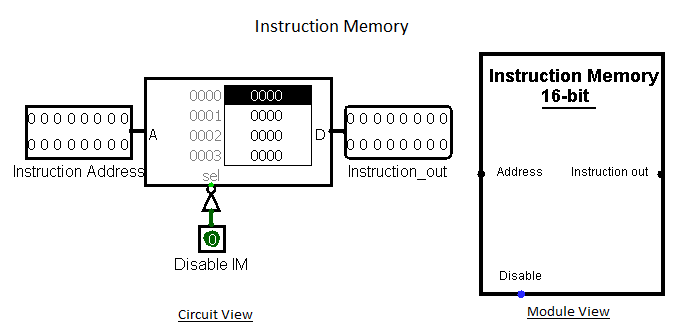 Instruction Memory
0 0 0 0 0 0 0 0
0 0 0 0 0 0 0 0
Instruction Address
A
0000 0000
0001 0000
0002 0000
0003 0000
sel
D
0 0 0 0 0 0 0 0
0 0 0 0 0 0 0 0
Instruction_out
0
Disable IM
Circuit View
Instruction Memory
16-bit
Address
Instruction out
Disable
Module View